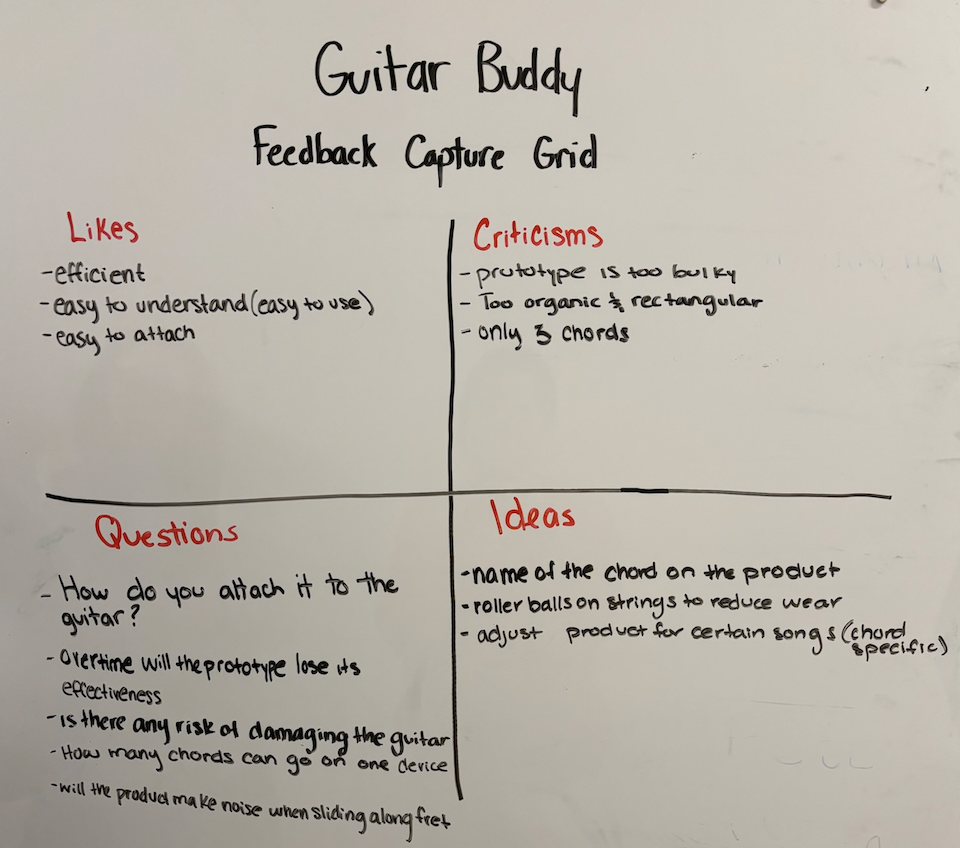 Guitar Buddy
Feedback Capture Grid
Likes
-efficient
-easy to understand (easy to use)
-easy to attach
Criticisms
- prototype is too bulky
- Too organic & rectangular
- only 3 chords
Questions
- How do you attach it to the
guitar?
- Overtime will the prototype lose its
effectiveness
- is there any risk of damaging the guitar
- How many chords can go on one device
- will the product make noise when sliding along fret
Ideas
-name of the chord on the product
-roller balls on strings to reduce wear
- adjust product for certain songs (chord
specific)